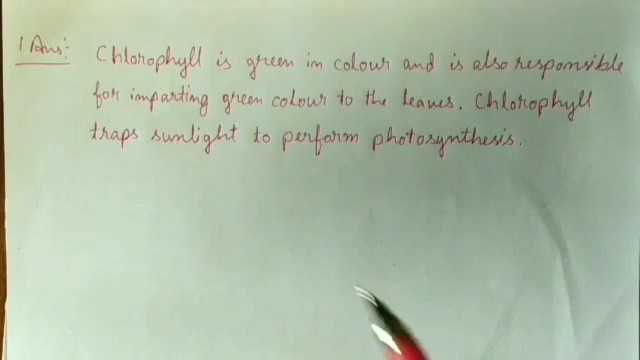 1 Ans:- Chlorophyll is green in colour and is also responsible
for imparting green colour to the leaves. Chlorophyll
traps sunlight to perform photosynthesis.